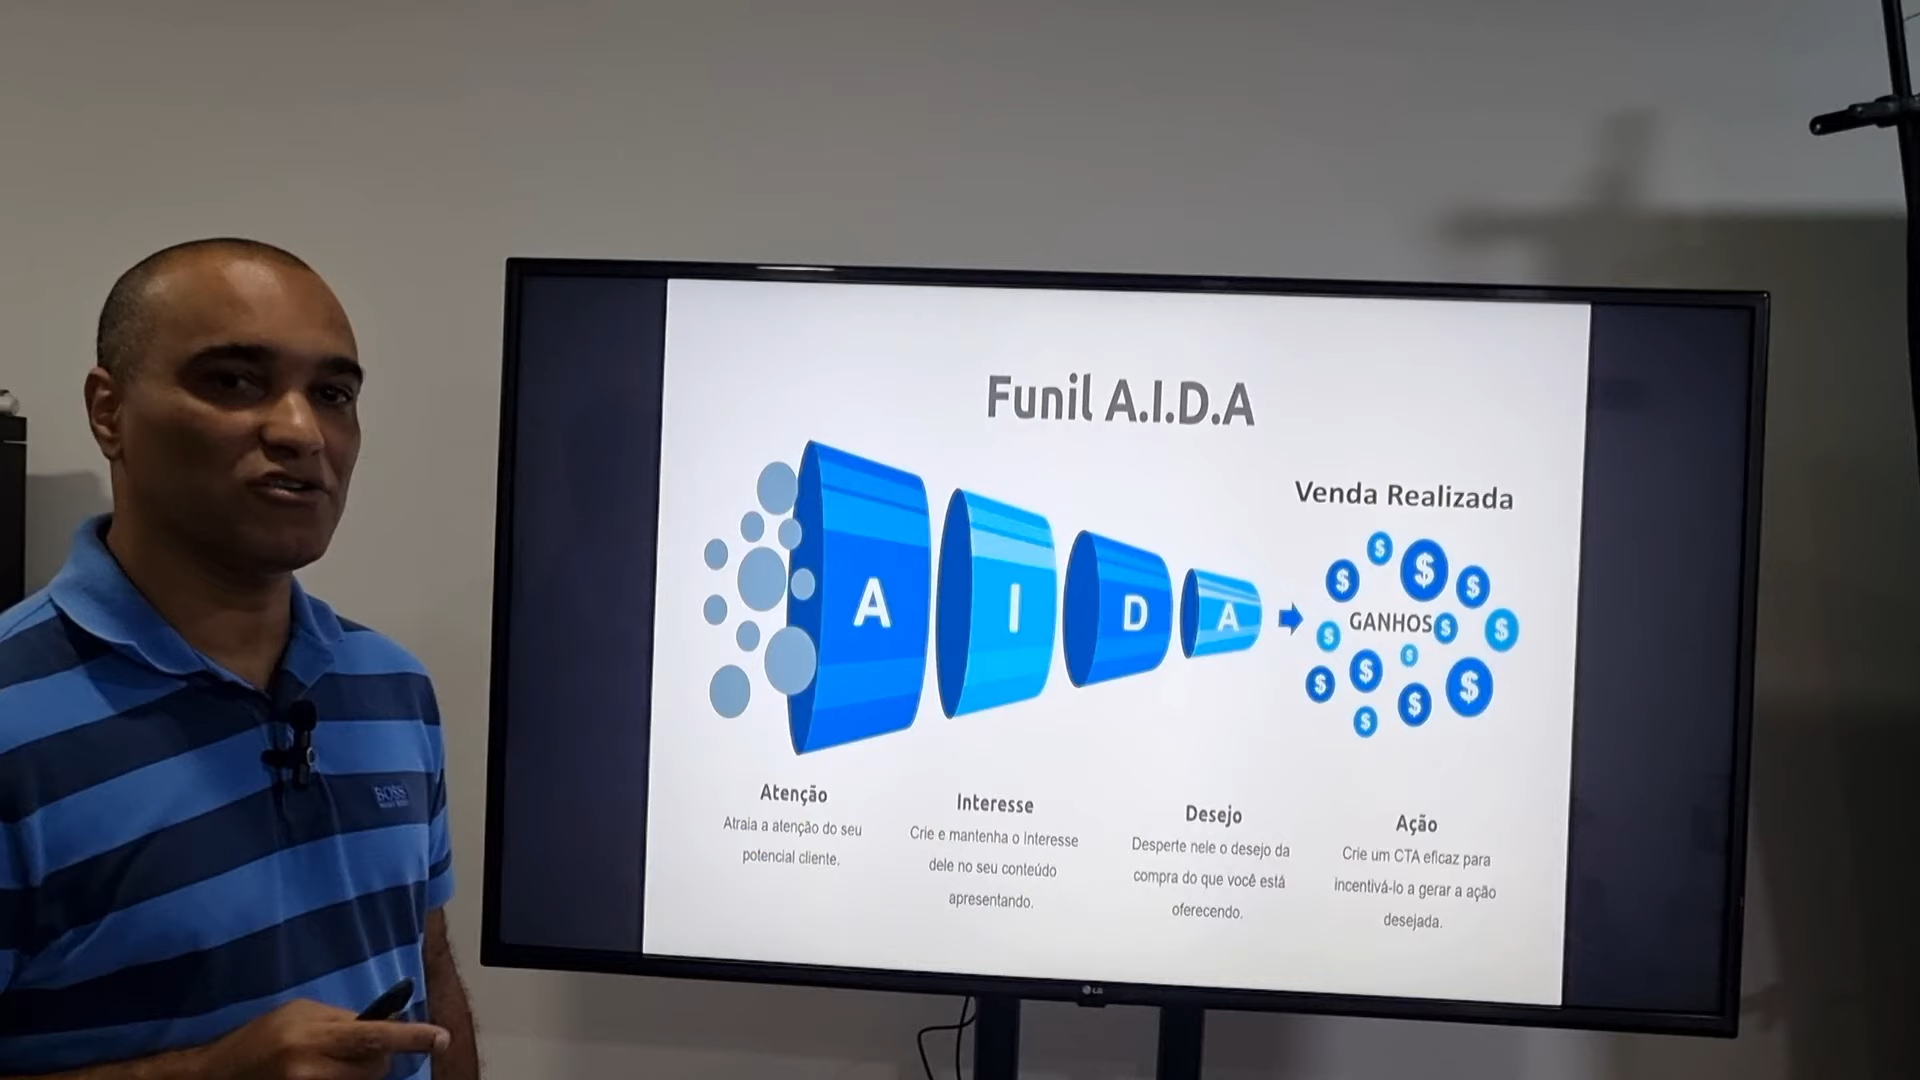 Funil A.I.D.A
Venda Realizada
A
I
D
A
GANHOS
Atenção
Atraia a atenção do seu
potencial cliente.
Interesse
Crie e mantenha o Interesse
dele no seu conteúdo
apresentando.
Desejo
Desperte nele o desejo da
compra do que você está
oferecendo.
Ação
Crie um CTA eficaz para
incentivá-lo a gerar a ação
desejada.
BOSS
LG